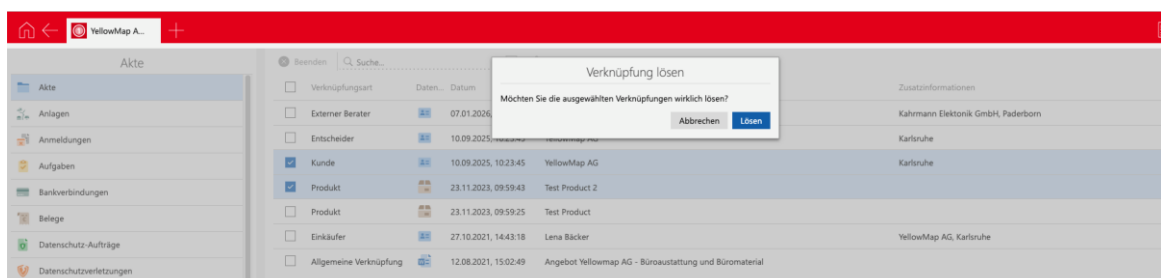 YellowMap A...
Akte
Akte
Anlagen
Anmeldungen
Aufgaben
Bankverbindungen
Belege
Datenschutz-Aufträge
Datenschutzverletzungen
Beenden Suche...
Verknüpfungsart Daten... Datum Zusatzinformationen
Externer Berater 07.01.2026, Kahrmann Elektonik GmbH, Paderborn
Entscheider 10.09.2025, 10:23:45 YellowMap AG Karlsruhe
Kunde 10.09.2025, 10:23:45 YellowMap AG Karlsruhe
Produkt 23.11.2023, 09:59:43 Test Product 2
Produkt 23.11.2023, 09:59:25 Test Product
Einkäufer 27.10.2021, 14:43:18 Lena Bäcker YellowMap AG, Karlsruhe
Allgemeine Verknüpfung 12.08.2021, 15:02:49 Angebot Yellowmap AG - Büroaustattung und Büromaterial
Verknüpfung lösen
Möchten Sie die ausgewählten Verknüpfungen wirklich lösen?
Abbrechen Lösen